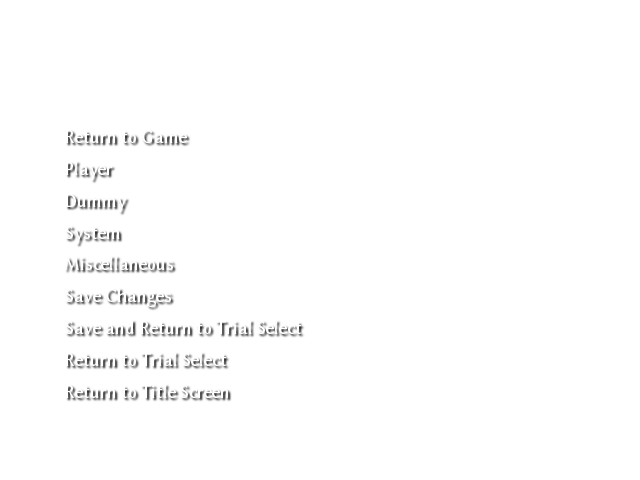 Return to Game
Player
Dummy
System
Miscellaneous
Save Changes
Save and Return to Trial Select
Return to Trial Select
Return to Title Screen